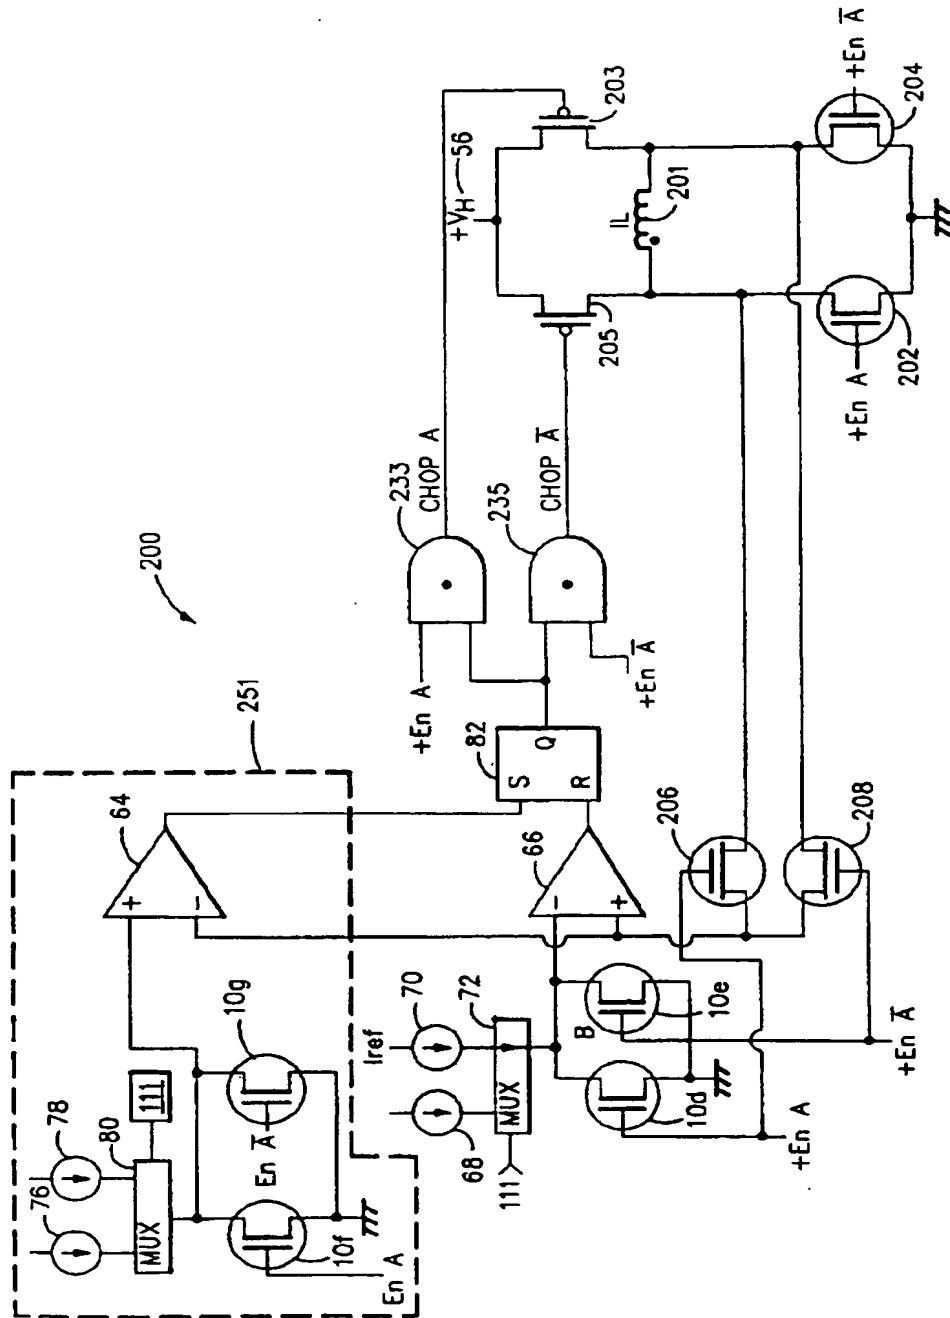 200
251
64
+
-
78
76
80
MUX
111
10g
En A̅
10f
En A
82
S
Q
R
66
-
+
+En A
233
CHOP A
235
CHOP A̅
+En A̅
+VH
56
203
205
IL
201
+En A
202
+En A̅
204
206
208
Iref
70
68
72
MUX
111
B
10e
10d
+En A
+En A̅